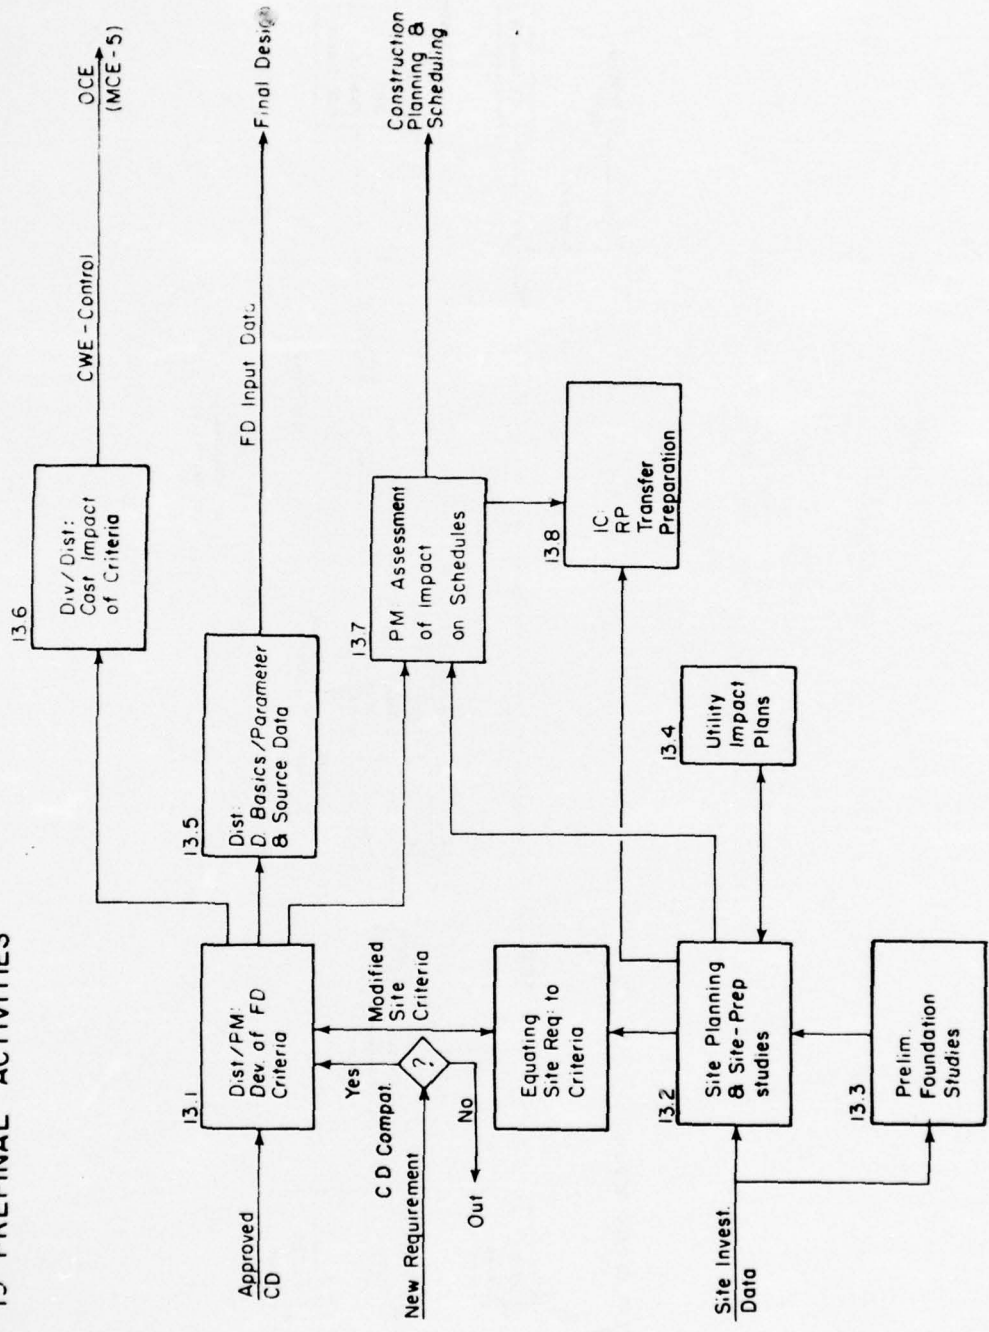 13 PREFINAL ACTIVITIES
13.6
Div/Dist:
Cost Impact
of Criteria
CWE-Control
OCE
(MCE-5)
13.5
Dist:
D. Basics/Parameter
& Source Data
FD Input Data
Final Design
13.1
Dist/PM:
Dev. of FD
Criteria
Approved
CD
13.7
PM: Assessment
of Impact
on Schedules
Construction
Planning &
Scheduling
Modified
Site
Criteria
Yes
?
C D Compat.
New Requirement
No
Out
Equating
Site Req: to
Criteria
13.8
IC:
RP
Transfer
Preparation
13.4
Utility
Impact
Plans
13.2
Site Planning
& Site-Prep
studies
Site Invest.
Data
13.3
Prelim.
Foundation
Studies